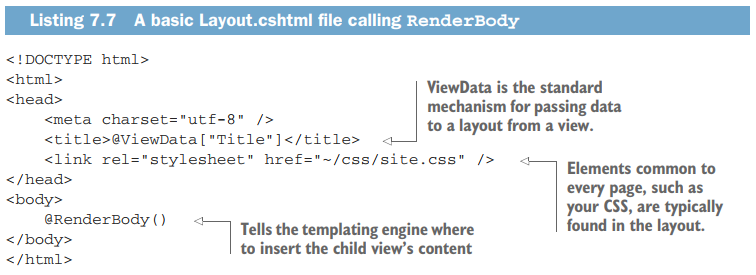 Listing 7.7 A basic Layout.cshtml file calling RenderBody
<!DOCTYPE html>
<html>
<head>
    <meta charset="utf-8" />
    <title>@ViewData["Title"]</title>
    <link rel="stylesheet" href="~/css/site.css" />
</head>
<body>
    @RenderBody()
</body>
</html>
ViewData is the standard
mechanism for passing data
to a layout from a view.
Elements common to
every page, such as
your CSS, are typically
found in the layout.
Tells the templating engine where
to insert the child view's content